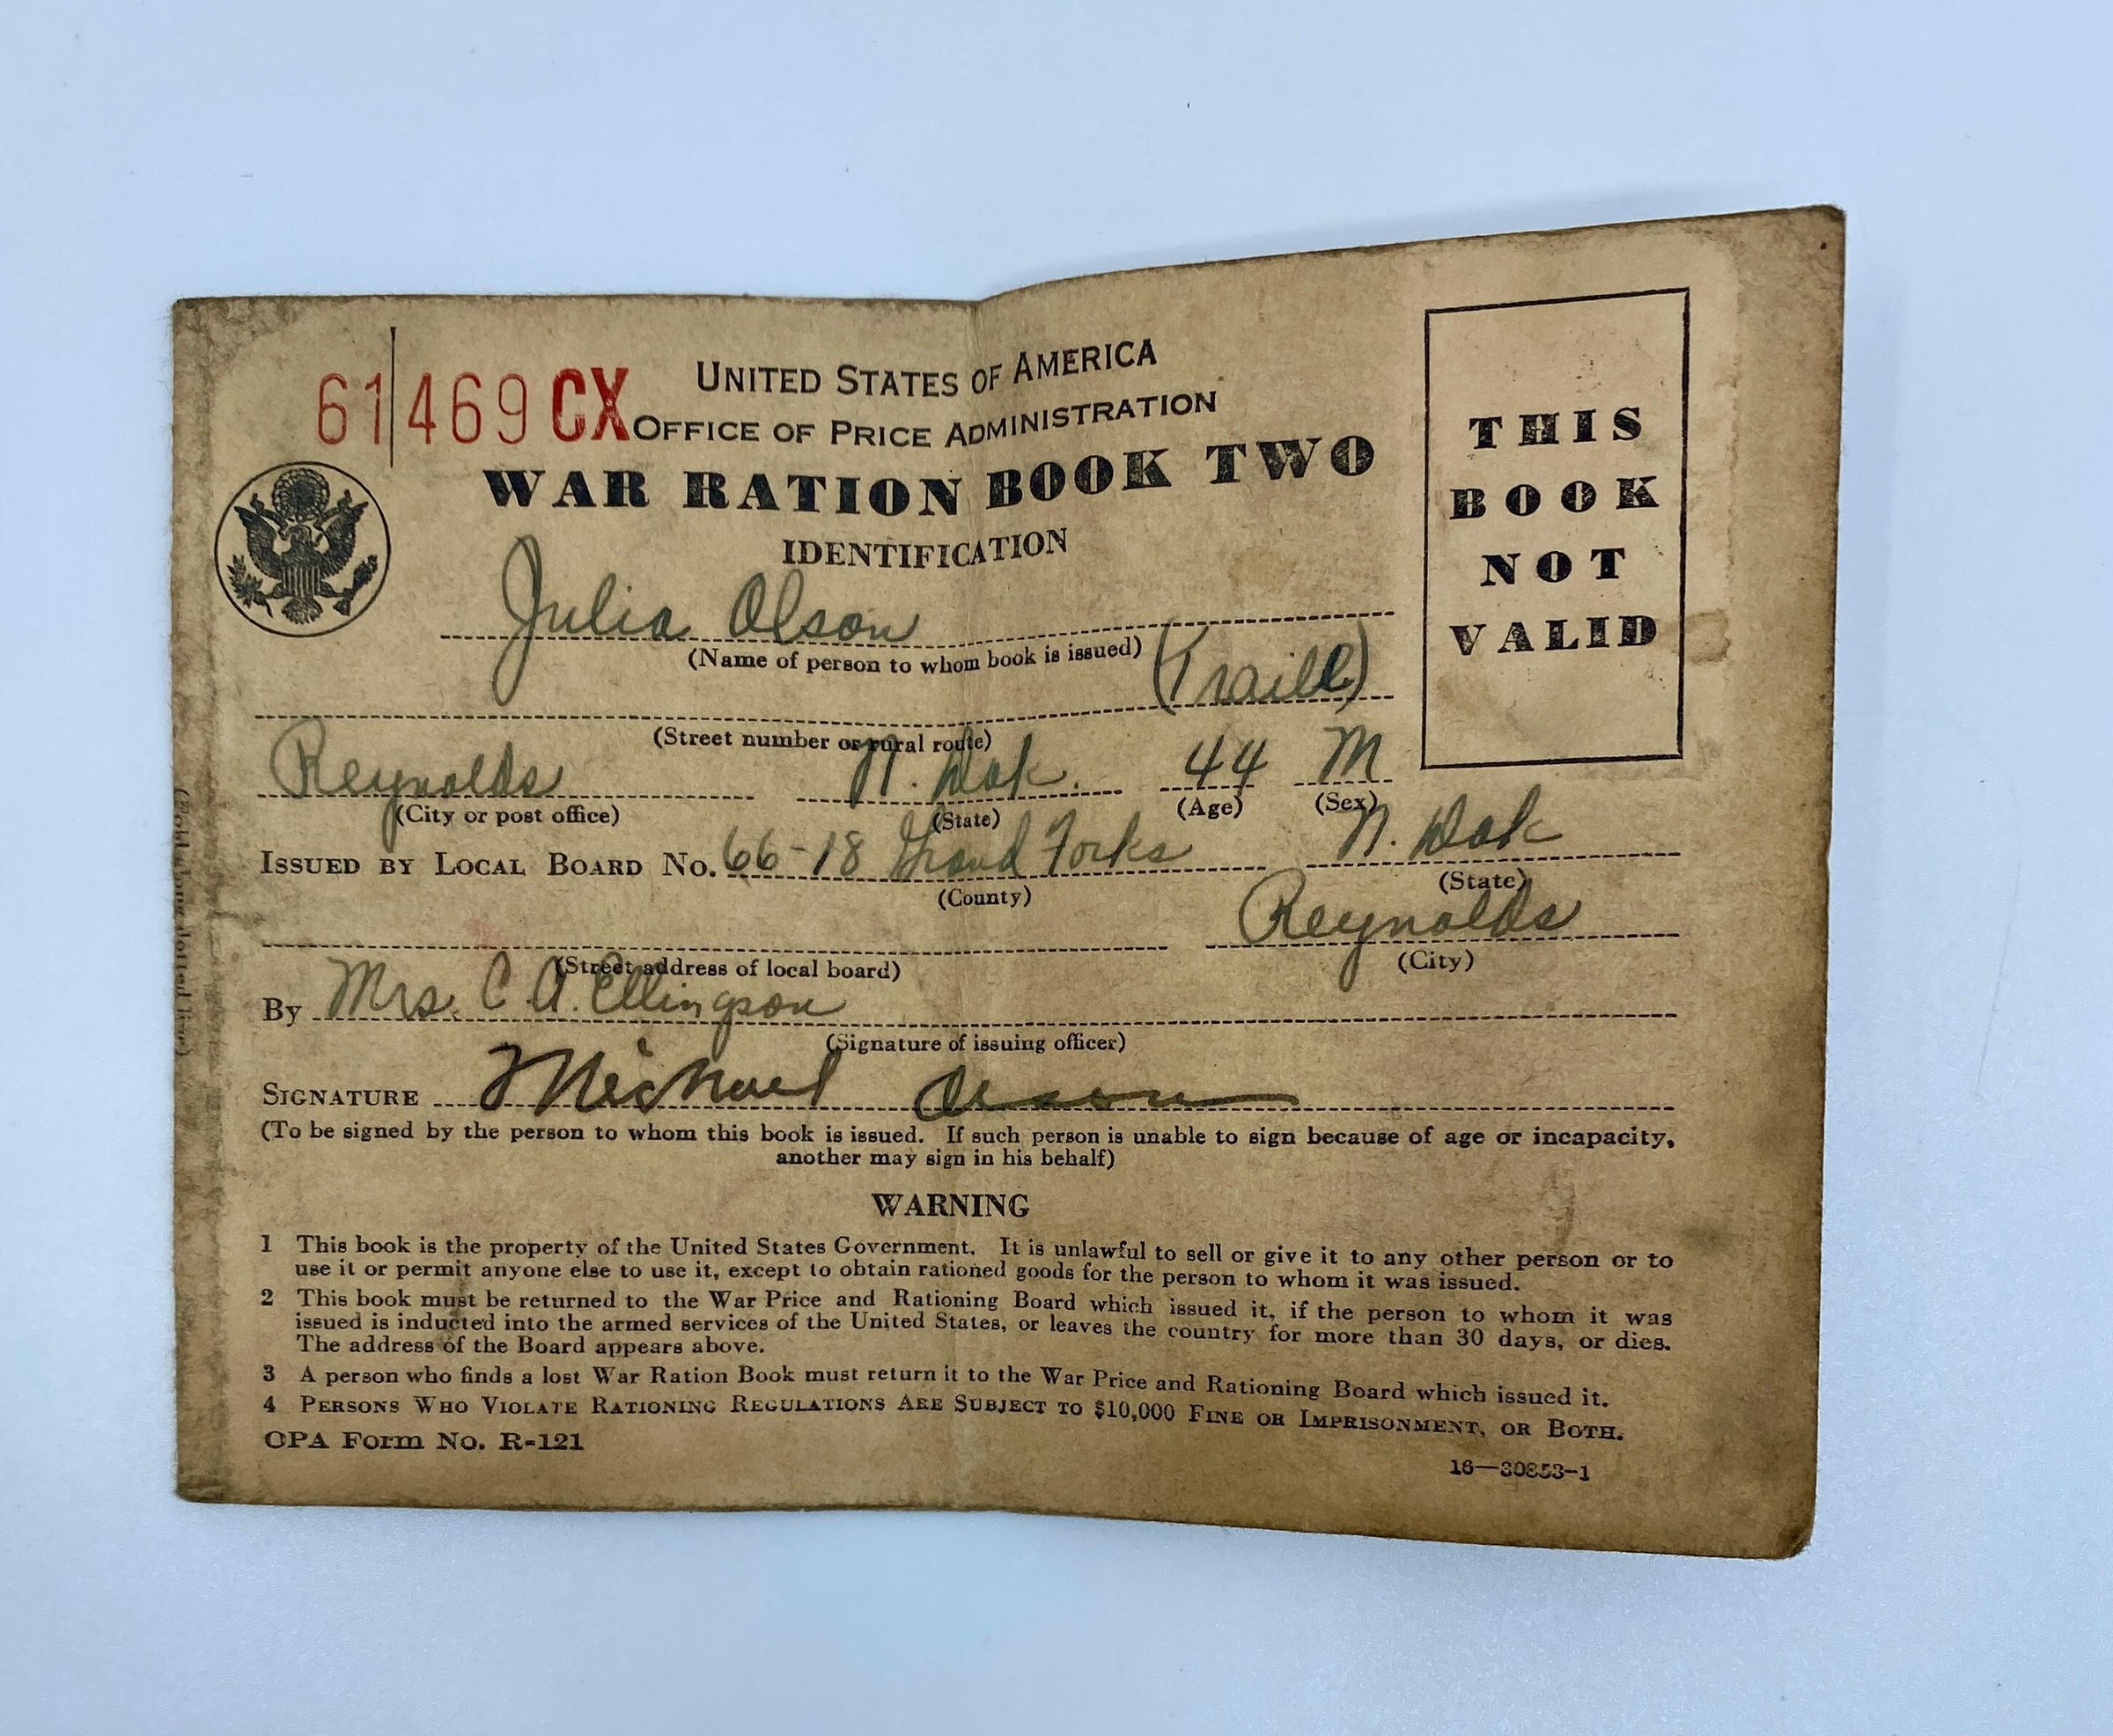 61 469 CX
UNITED STATES OF AMERICA
OFFICE OF PRICE ADMINISTRATION
WAR RATION BOOK TWO
IDENTIFICATION
THIS
BOOK
NOT
VALID
Julia Olson
(Name of person to whom book is issued)
(Traill)
(Street number or rural route)
Reynolds N. Dak. 44 M
(City or post office) (State) (Age) (Sex)
ISSUED BY LOCAL BOARD NO. 66-18 Grand Forks N. Dak
(County) (State)
Reynolds
(Street address of local board) (City)
By Mrs. C. A. Ellingson
(Signature of issuing officer)
SIGNATURE Michael Olson
(To be signed by the person to whom this book is issued. If such person is unable to sign because of age or incapacity,
another may sign in his behalf)
WARNING
1 This book is the property of the United States Government. It is unlawful to sell or give it to any other person or to
use it or permit anyone else to use it, except to obtain rationed goods for the person to whom it was issued.
2 This book must be returned to the War Price and Rationing Board which issued it, if the person to whom it was
issued is inducted into the armed services of the United States, or leaves the country for more than 30 days, or dies.
The address of the Board appears above.
3 A person who finds a lost War Ration Book must return it to the War Price and Rationing Board which issued it.
4 PERSONS WHO VIOLATE RATIONING REGULATIONS ARE SUBJECT TO $10,000 FINE OR IMPRISONMENT, OR BOTH.
OPA Form No. R-121
16—30853-1